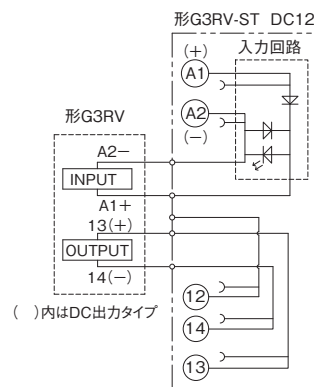 形G3RV-ST DC12
入力回路
(+)
A1
A2
(−)
形G3RV
A2−
INPUT
A1+
13(+)
OUTPUT
14(−)
( )内はDC出力タイプ
12
14
13